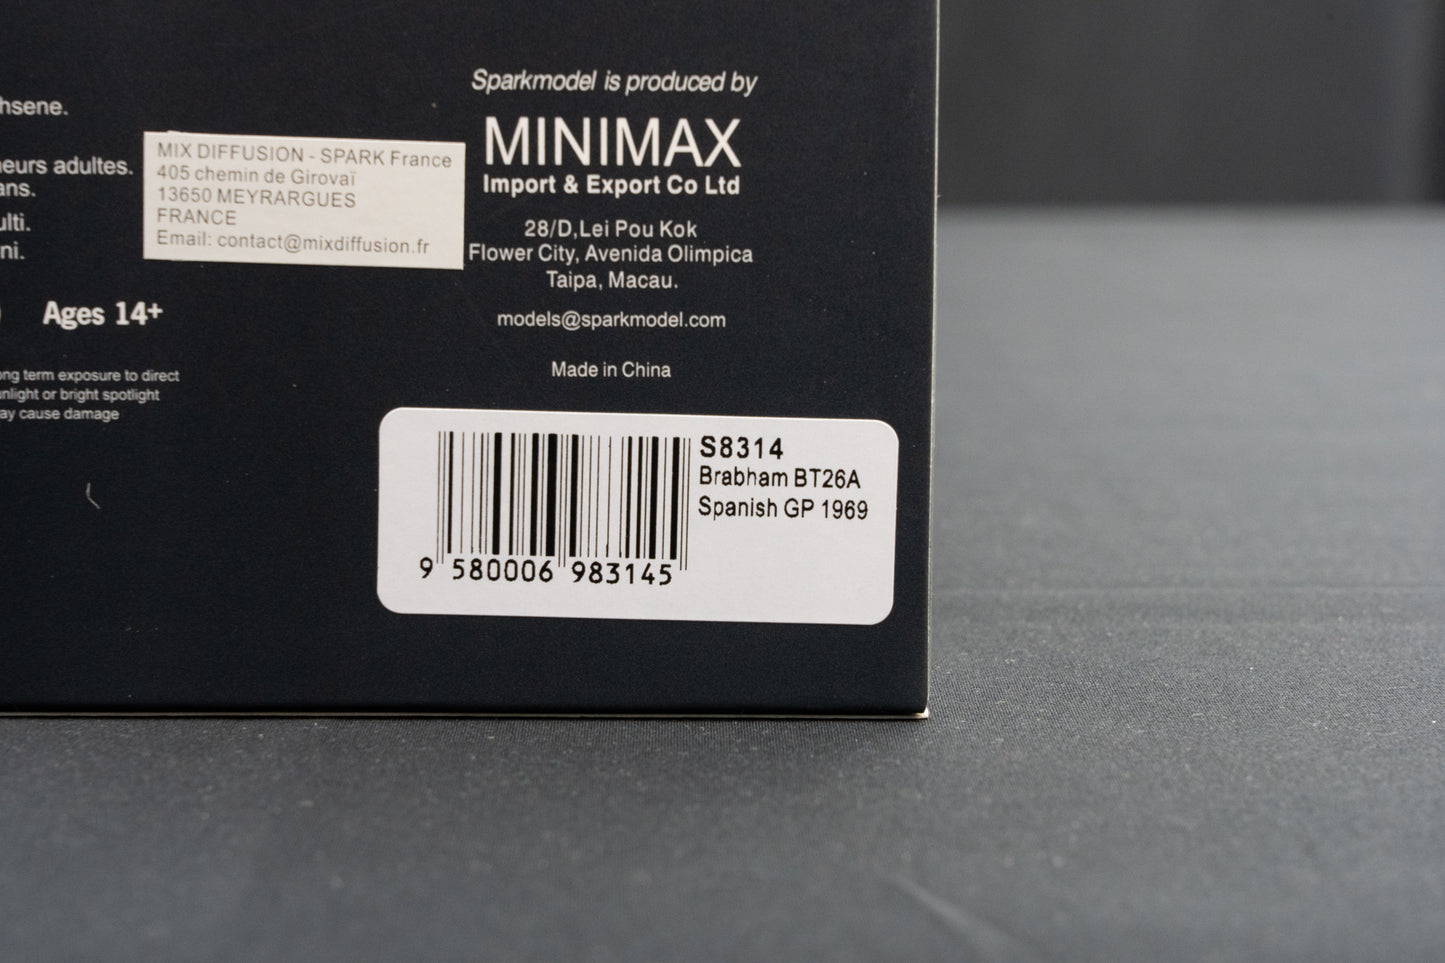 hsene.
eurs adultes.
ans.
ulti.
ni.
Ages 14+
ong term exposure to direct
nlight or bright spotlight
ay cause damage
MIX DIFFUSION - SPARK France
405 chemin de Girovaï
13650 MEYRARGUES
FRANCE
Email: contact@mixdiffusion.fr
Sparkmodel is produced by
MINIMAX
Import & Export Co Ltd
28/D,Lei Pou Kok
Flower City, Avenida Olimpica
Taipa, Macau.
models@sparkmodel.com
Made in China
S8314
Brabham BT26A
Spanish GP 1969
9 580006 983145